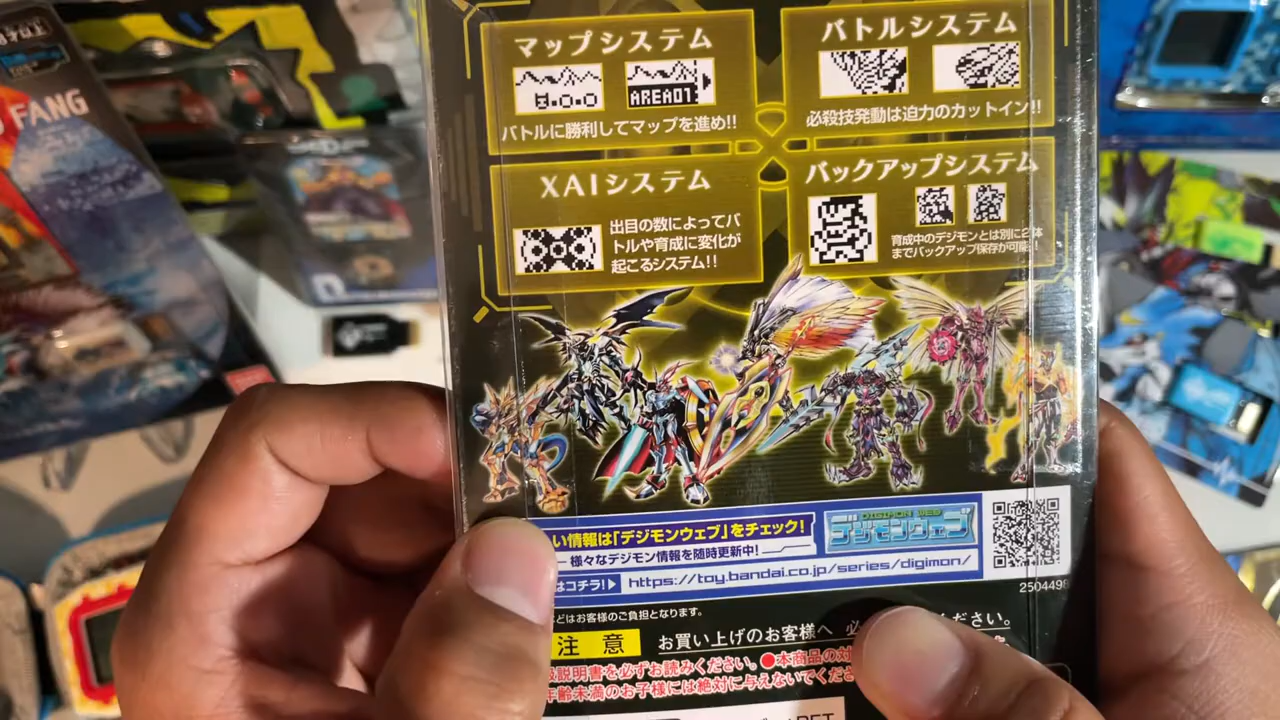 FANG
マップシステム
AREA01
バトルに勝利してマップを進め!!
バトルシステム
必殺技発動は迫力のカットイン!!
XAIシステム
出目の数によってバ
トルや育成に変化が
起こるシステム!!
バックアップシステム
育成中のデジモンとは別に2体
までバックアップ保存が可能!!
い情報は「デジモンウェブ」をチェック!
様々なデジモン情報を随時更新中!
DIGIMON WEB
デジモンウェブ
はコチラ!
https://toy.bandai.co.jp/series/digimon/
2504498
どはお客様のご負担となります。
注意
お買い上げのお客様へ 必 ください。
説明書を必ずお読みください。●本商品の対
年齢未満のお子様には絶対に与えないでくださ